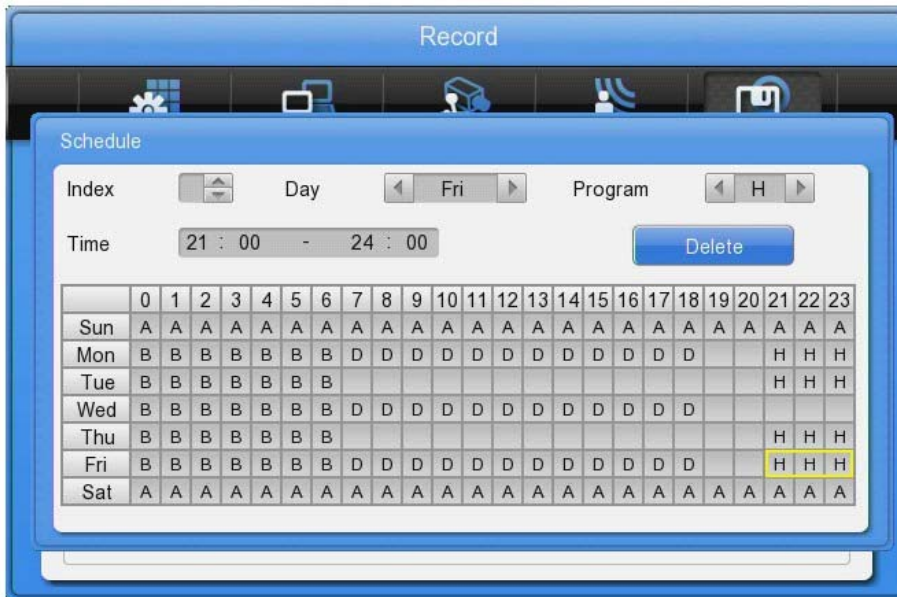 Record
Schedule
Index Day Fri Program H
Time 21 : 00 - 24 : 00 Delete
0 1 2 3 4 5 6 7 8 9 10 11 12 13 14 15 16 17 18 19 20 21 22 23
Sun A A A A A A A A A A A A A A A A A A A A A A A A
Mon B B B B B B B D D D D D D D D D D D D H H H
Tue B B B B B B B H H H
Wed B B B B B B B D D D D D D D D D D D D
Thu B B B B B B B H H H
Fri B B B B B B B D D D D D D D D D D D D H H H
Sat A A A A A A A A A A A A A A A A A A A A A A A A